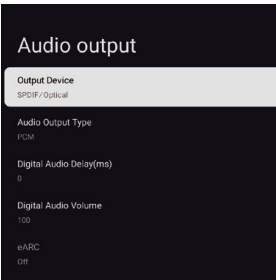 Audio output
Output Device
SPDIF/Optical
Audio Output Type
PCM
Digital Audio Delay(ms)
0
Digital Audio Volume
100
eARC
Off